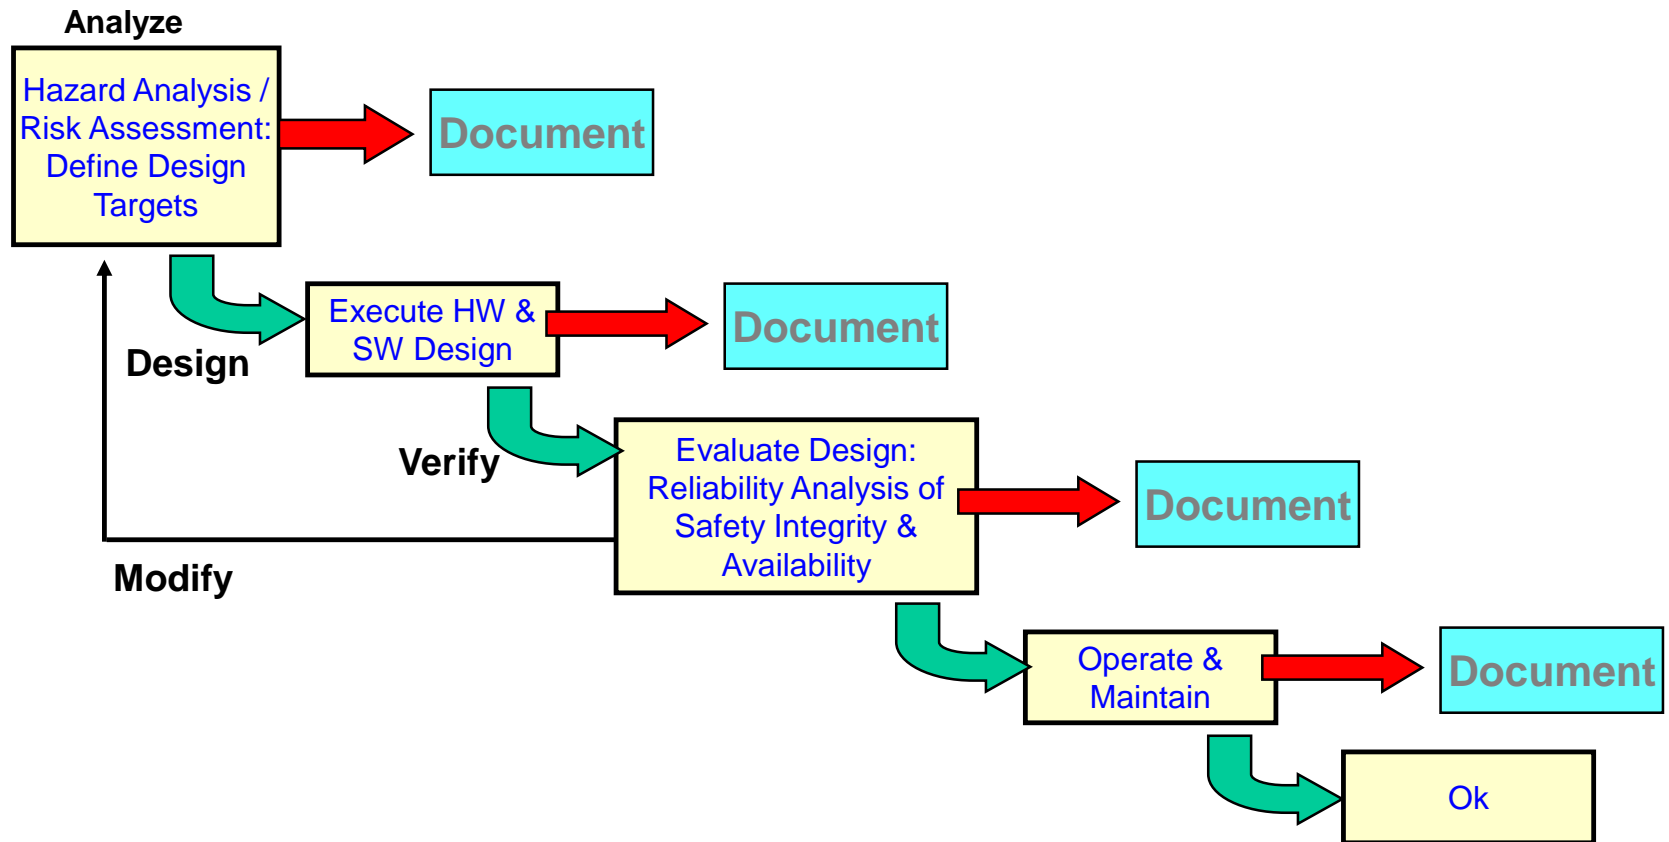 Analyze
Hazard Analysis /
Risk Assessment:
Define Design
Targets
Document
Design
Execute HW &
SW Design
Document
Verify
Evaluate Design:
Reliability Analysis of
Safety Integrity &
Availability
Document
Modify
Operate &
Maintain
Document
Ok